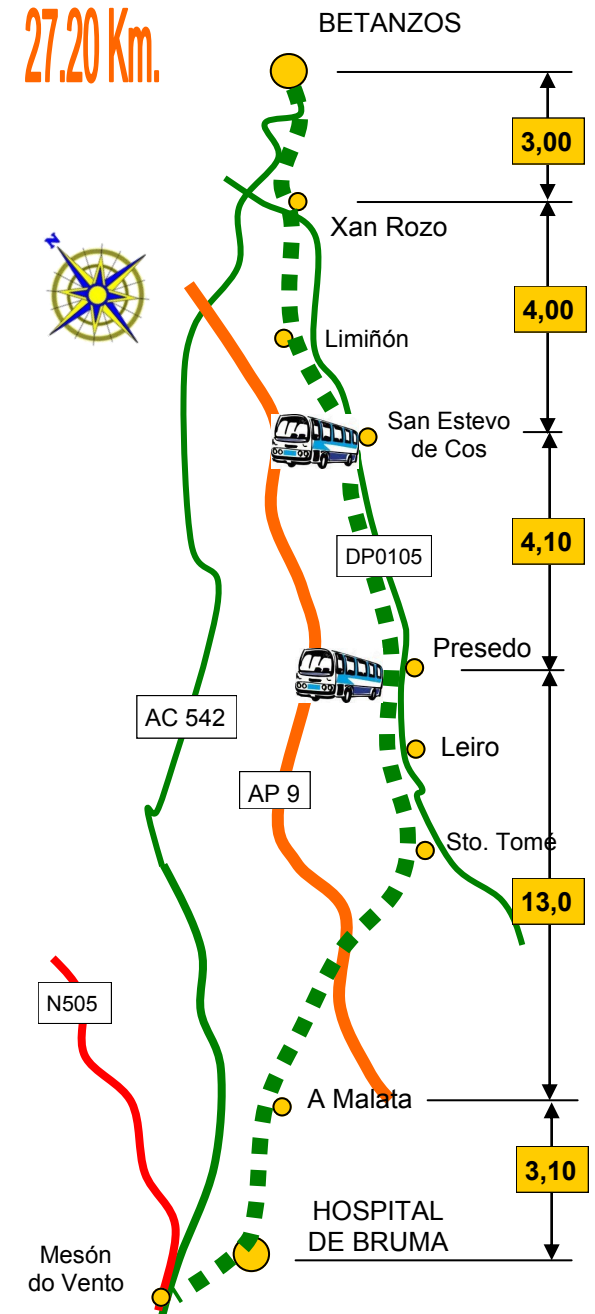 27.20 Km.
BETANZOS
3,00
Xan Rozo
N
4,00
Limiñón
San Estevo
de Cos
4,10
DP0105
Presedo
AC 542
Leiro
AP 9
Sto. Tomé
13,0
N505
A Malata
3,10
HOSPITAL
DE BRUMA
Mesón
do Vento